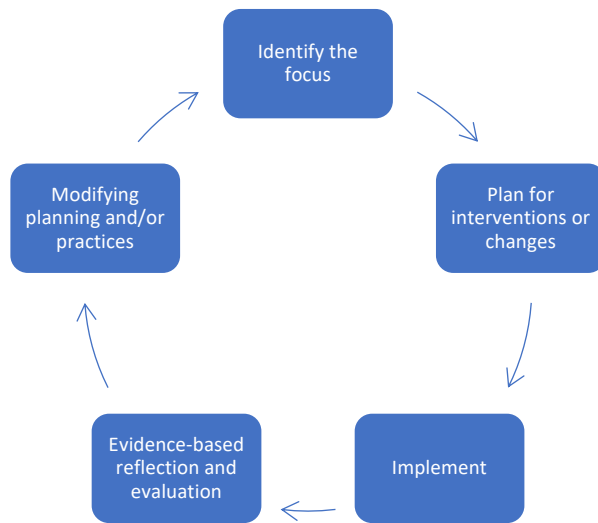 Identify the
focus
Plan for
interventions or
changes
Implement
Evidence-based
reflection and
evaluation
Modifying
planning and/or
practices